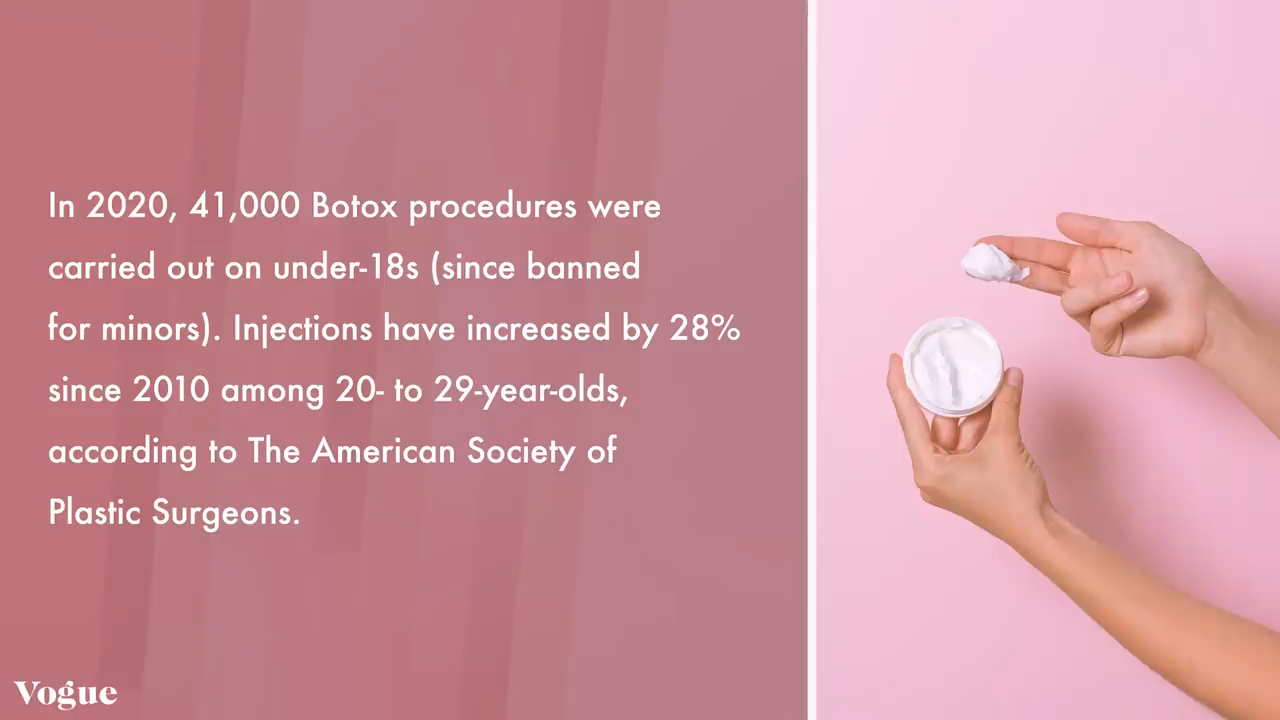 In 2020, 41,000 Botox procedures were
carried out on under-18s (since banned
for minors). Injections have increased by 28%
since 2010 among 20- to 29-year-olds,
according to The American Society of
Plastic Surgeons.
Vogue